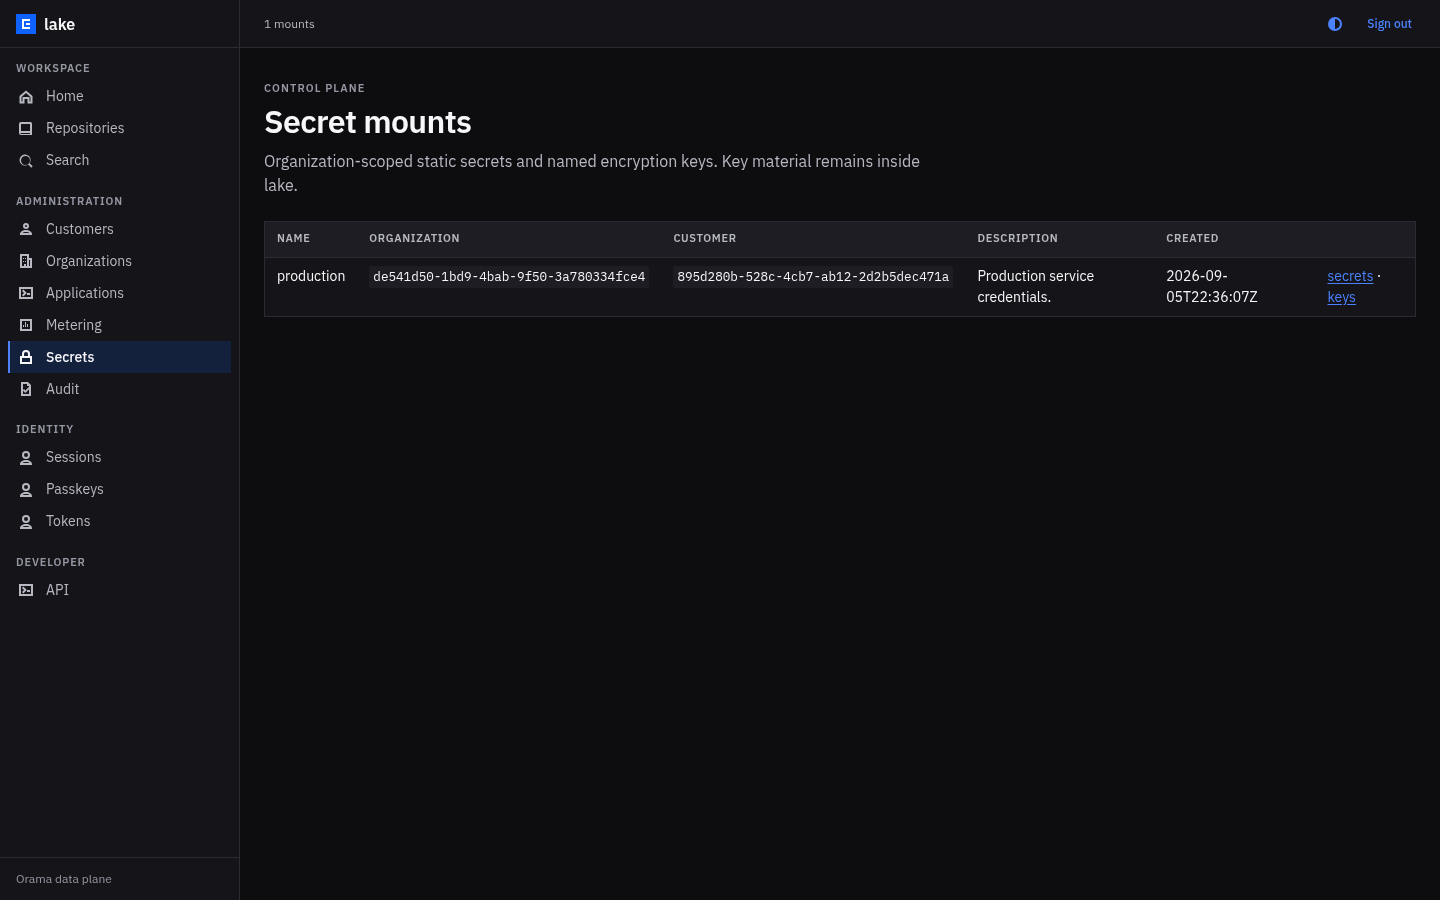 lake
1 mounts
Sign out
WORKSPACE
Home
Repositories
Search
ADMINISTRATION
Customers
Organizations
Applications
Metering
Secrets
Audit
IDENTITY
Sessions
Passkeys
Tokens
DEVELOPER
API
Orama data plane
CONTROL PLANE
Secret mounts
Organization-scoped static secrets and named encryption keys. Key material remains inside
lake.
NAME ORGANIZATION CUSTOMER DESCRIPTION CREATED
production de541d50-1bd9-4bab-9f50-3a780334fce4 895d280b-528c-4cb7-ab12-2d2b5dec471a Production service 2026-09- secrets ·
credentials. 05T22:36:07Z keys